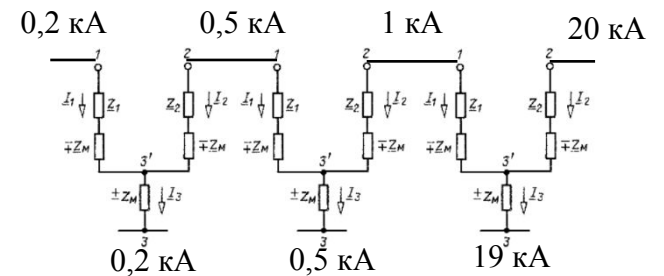 0,2 кА 0,5 кА 1 кА 20 кА
1 2 1 2 1 2
I1 Z1 Z2 I2 I1 Z1 Z2 I2 I1 Z1 Z2 I2
∓ZM ∓ZM ∓ZM ∓ZM ∓ZM ∓ZM
3' 3' 3'
±ZM I3 ±ZM I3 ±ZM I3
3 3 3
0,2 кА 0,5 кА 19 кА